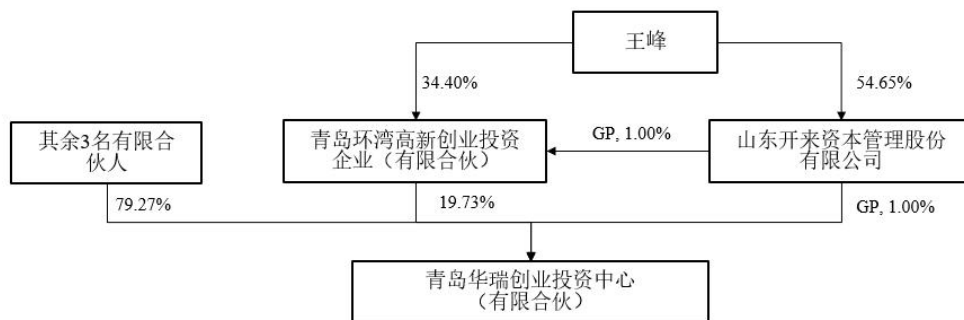 王峰
34.40%
54.65%
其余3名有限合
伙人
青岛环湾高新创业投资
企业（有限合伙）
GP, 1.00%
山东开来资本管理股份
有限公司
79.27%
19.73%
GP, 1.00%
青岛华瑞创业投资中心
（有限合伙）